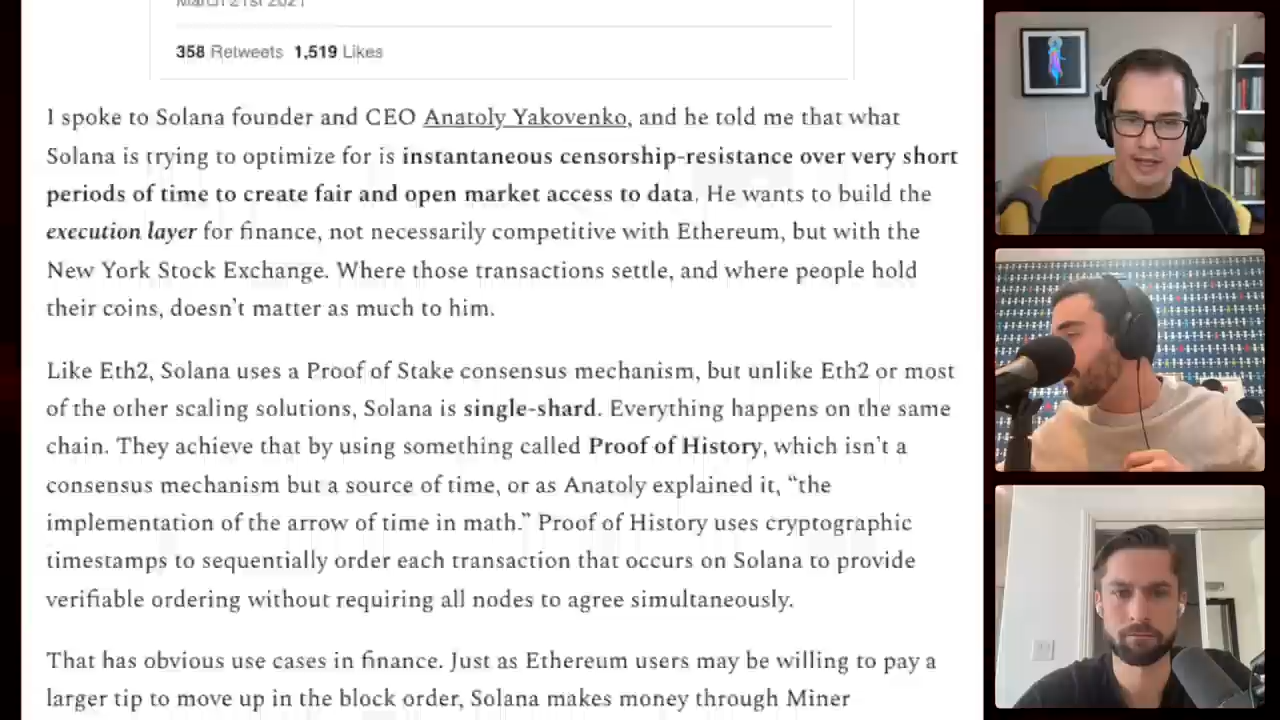 March 21st 2021
358 Retweets 1,519 Likes
I spoke to Solana founder and CEO Anatoly Yakovenko, and he told me that what
Solana is trying to optimize for is instantaneous censorship-resistance over very short
periods of time to create fair and open market access to data. He wants to build the
execution layer for finance, not necessarily competitive with Ethereum, but with the
New York Stock Exchange. Where those transactions settle, and where people hold
their coins, doesn’t matter as much to him.
Like Eth2, Solana uses a Proof of Stake consensus mechanism, but unlike Eth2 or most
of the other scaling solutions, Solana is single-shard. Everything happens on the same
chain. They achieve that by using something called Proof of History, which isn’t a
consensus mechanism but a source of time, or as Anatoly explained it, “the
implementation of the arrow of time in math.” Proof of History uses cryptographic
timestamps to sequentially order each transaction that occurs on Solana to provide
verifiable ordering without requiring all nodes to agree simultaneously.
That has obvious use cases in finance. Just as Ethereum users may be willing to pay a
larger tip to move up in the block order, Solana makes money through Miner